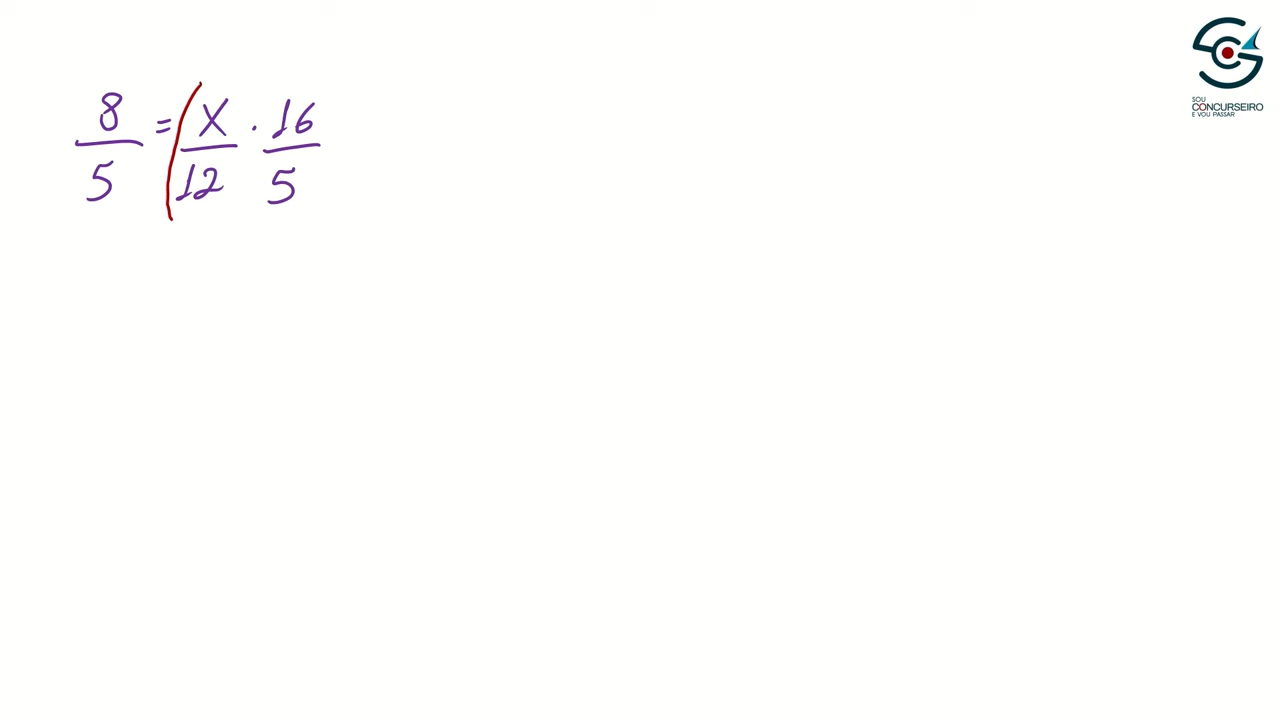 8/5 = (x/12 · 16/5
SOU
CONCURSEIRO
E VOU PASSAR